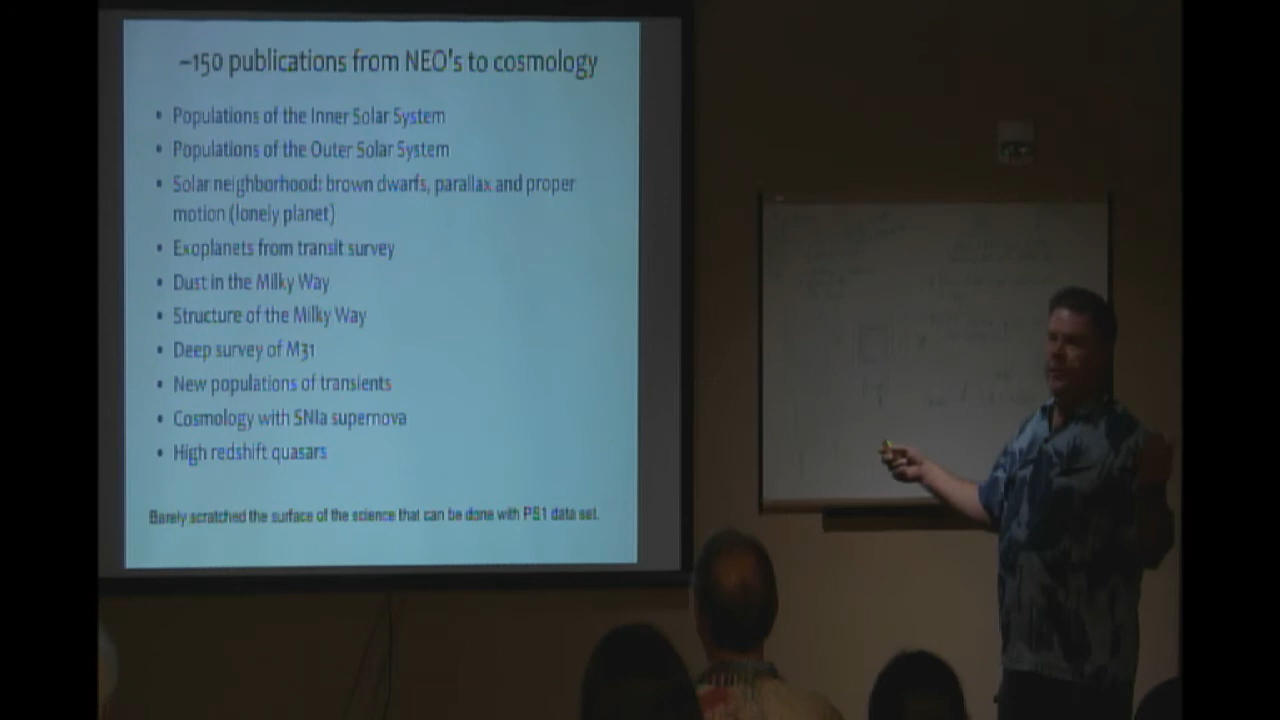 ~150 publications from NEO's to cosmology
• Populations of the Inner Solar System
• Populations of the Outer Solar System
• Solar neighborhood: brown dwarfs, parallax and proper
motion (lonely planet)
• Exoplanets from transit survey
• Dust in the Milky Way
• Structure of the Milky Way
• Deep survey of M31
• New populations of transients
• Cosmology with SNIa supernova
• High redshift quasars
Barely scratched the surface of the science that can be done with PS1 data set.